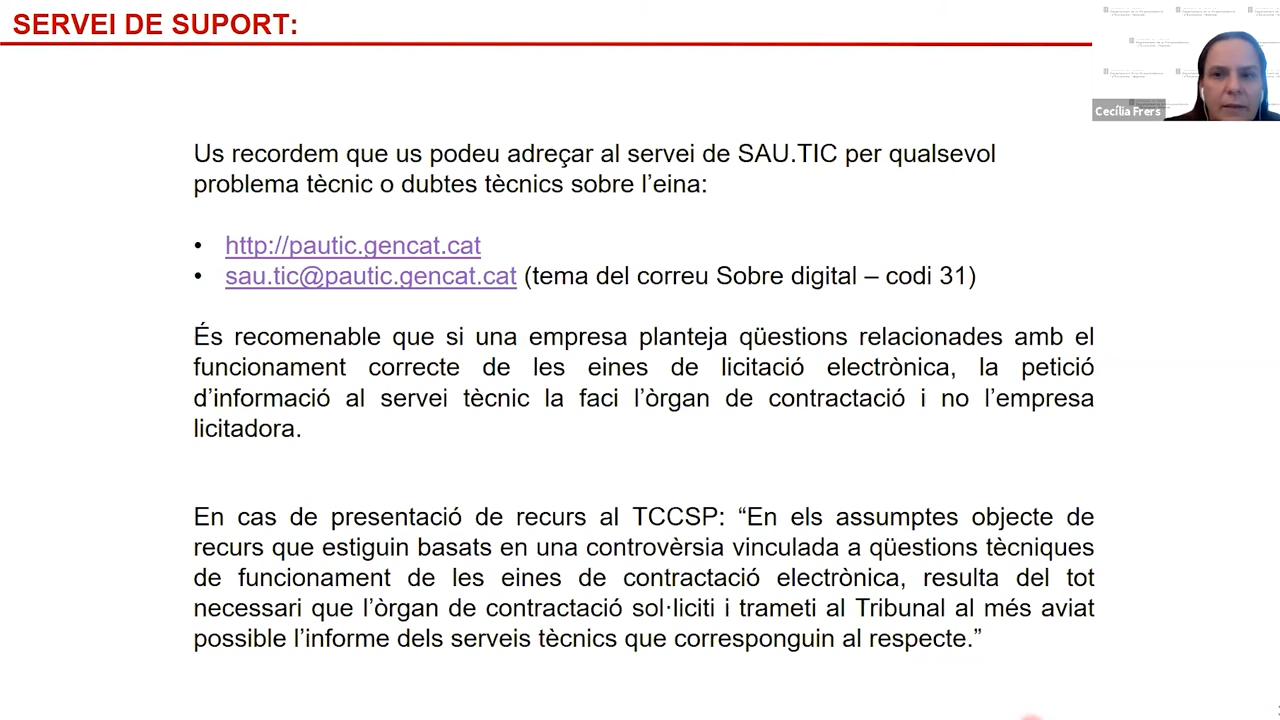 SERVEI DE SUPORT:
Cecília Frers
Us recordem que us podeu adreçar al servei de SAU.TIC per qualsevol
problema tècnic o dubtes tècnics sobre l’eina:
• http://pautic.gencat.cat
• sau.tic@pautic.gencat.cat (tema del correu Sobre digital – codi 31)
És recomenable que si una empresa planteja qüestions relacionades amb el
funcionament correcte de les eines de licitació electrònica, la petició
d’informació al servei tècnic la faci l’òrgan de contractació i no l’empresa
licitadora.
En cas de presentació de recurs al TCCSP: “En els assumptes objecte de
recurs que estiguin basats en una controvèrsia vinculada a qüestions tècniques
de funcionament de les eines de contractació electrònica, resulta del tot
necessari que l’òrgan de contractació sol·liciti i trameti al Tribunal al més aviat
possible l’informe dels serveis tècnics que corresponguin al respecte.”